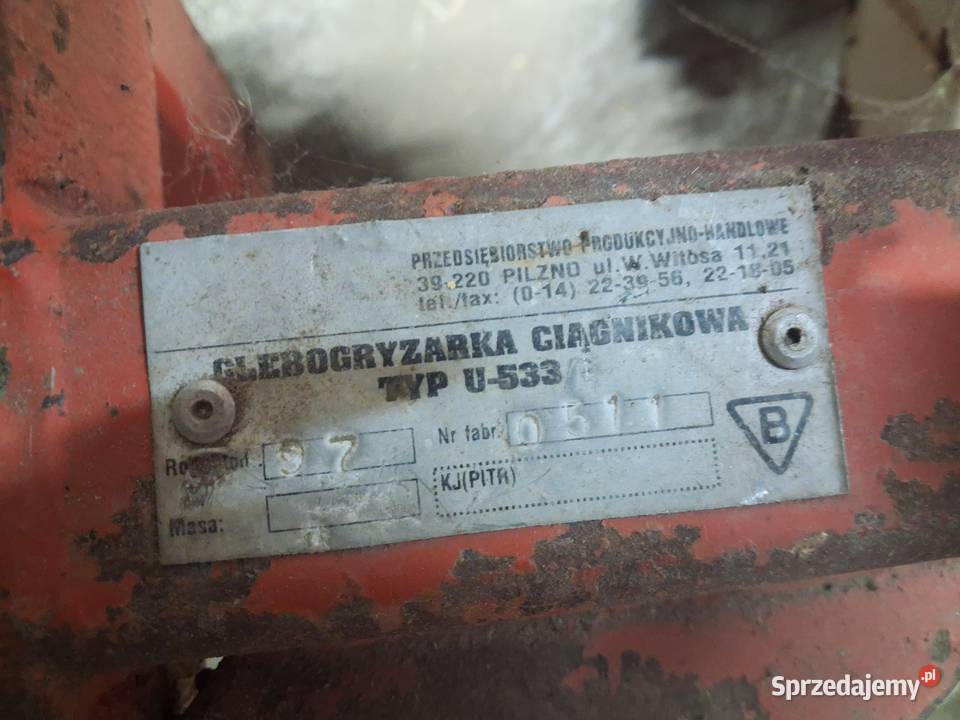 PRZEDSIĘBIORSTWO PRODUKCYJNO-HANDLOWE
39-220 PILZNO ul. W. Witosa 11,21
tel./fax: (0-14) 22-39-56, 22-18-05
GLEBOGRYZARKA CIĄGNIKOWA
TYP U-533
97
Nr fabr. 0511
B
KJ(PITR)
Masa:
Sprzedajemy.pl